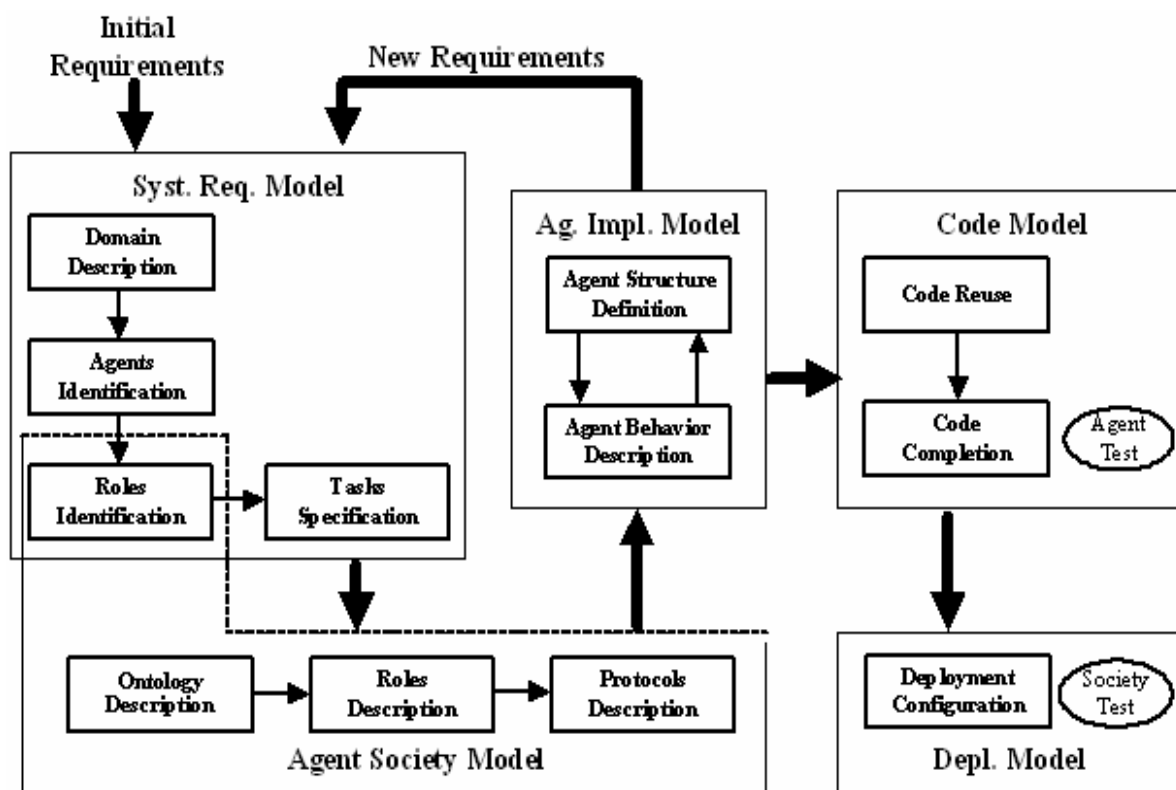 Initial
Requirements
New Requirements
Syst. Req. Model
Domain
Description
Agents
Identification
Roles
Identification
Tasks
Specification
Ag. Impl. Model
Agent Structure
Definition
Agent Behavior
Description
Code Model
Code Reuse
Code
Completion
Agent
Test
Ontology
Description
Roles
Description
Protocols
Description
Agent Society Model
Deployment
Configuration
Society
Test
Depl. Model